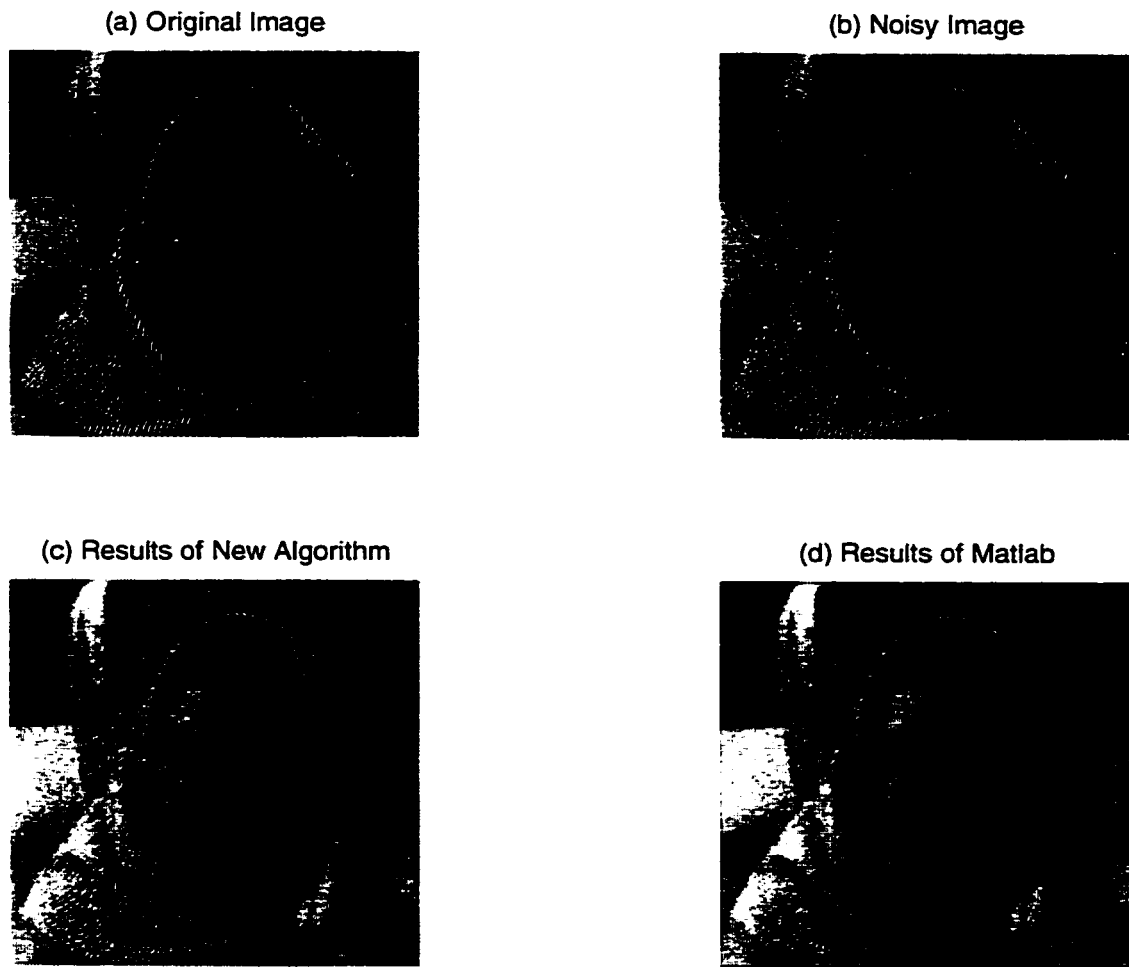 (a) Original Image
(b) Noisy Image
(c) Results of New Algorithm
(d) Results of Matlab